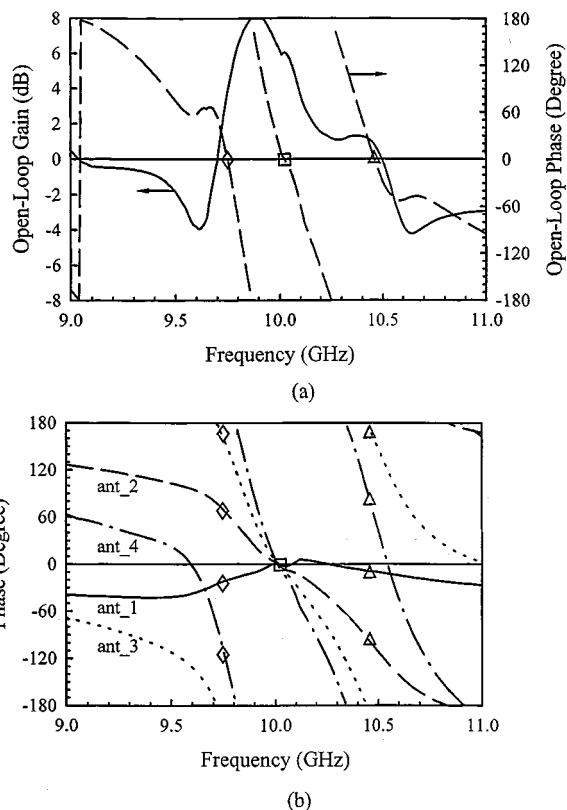 8 180
6
4 120
2 60
0 0
-2
-4 -60
-6 -120
-8 -180
9.0 9.5 10.0 10.5 11.0
Open-Loop Gain (dB)
Open-Loop Phase (Degree)
Frequency (GHz)
(a)
180
120
60
0
-60
-120
-180
ant_2
ant_4
ant_1
ant_3
Phase (Degree)
9.0 9.5 10.0 10.5 11.0
Frequency (GHz)
(b)